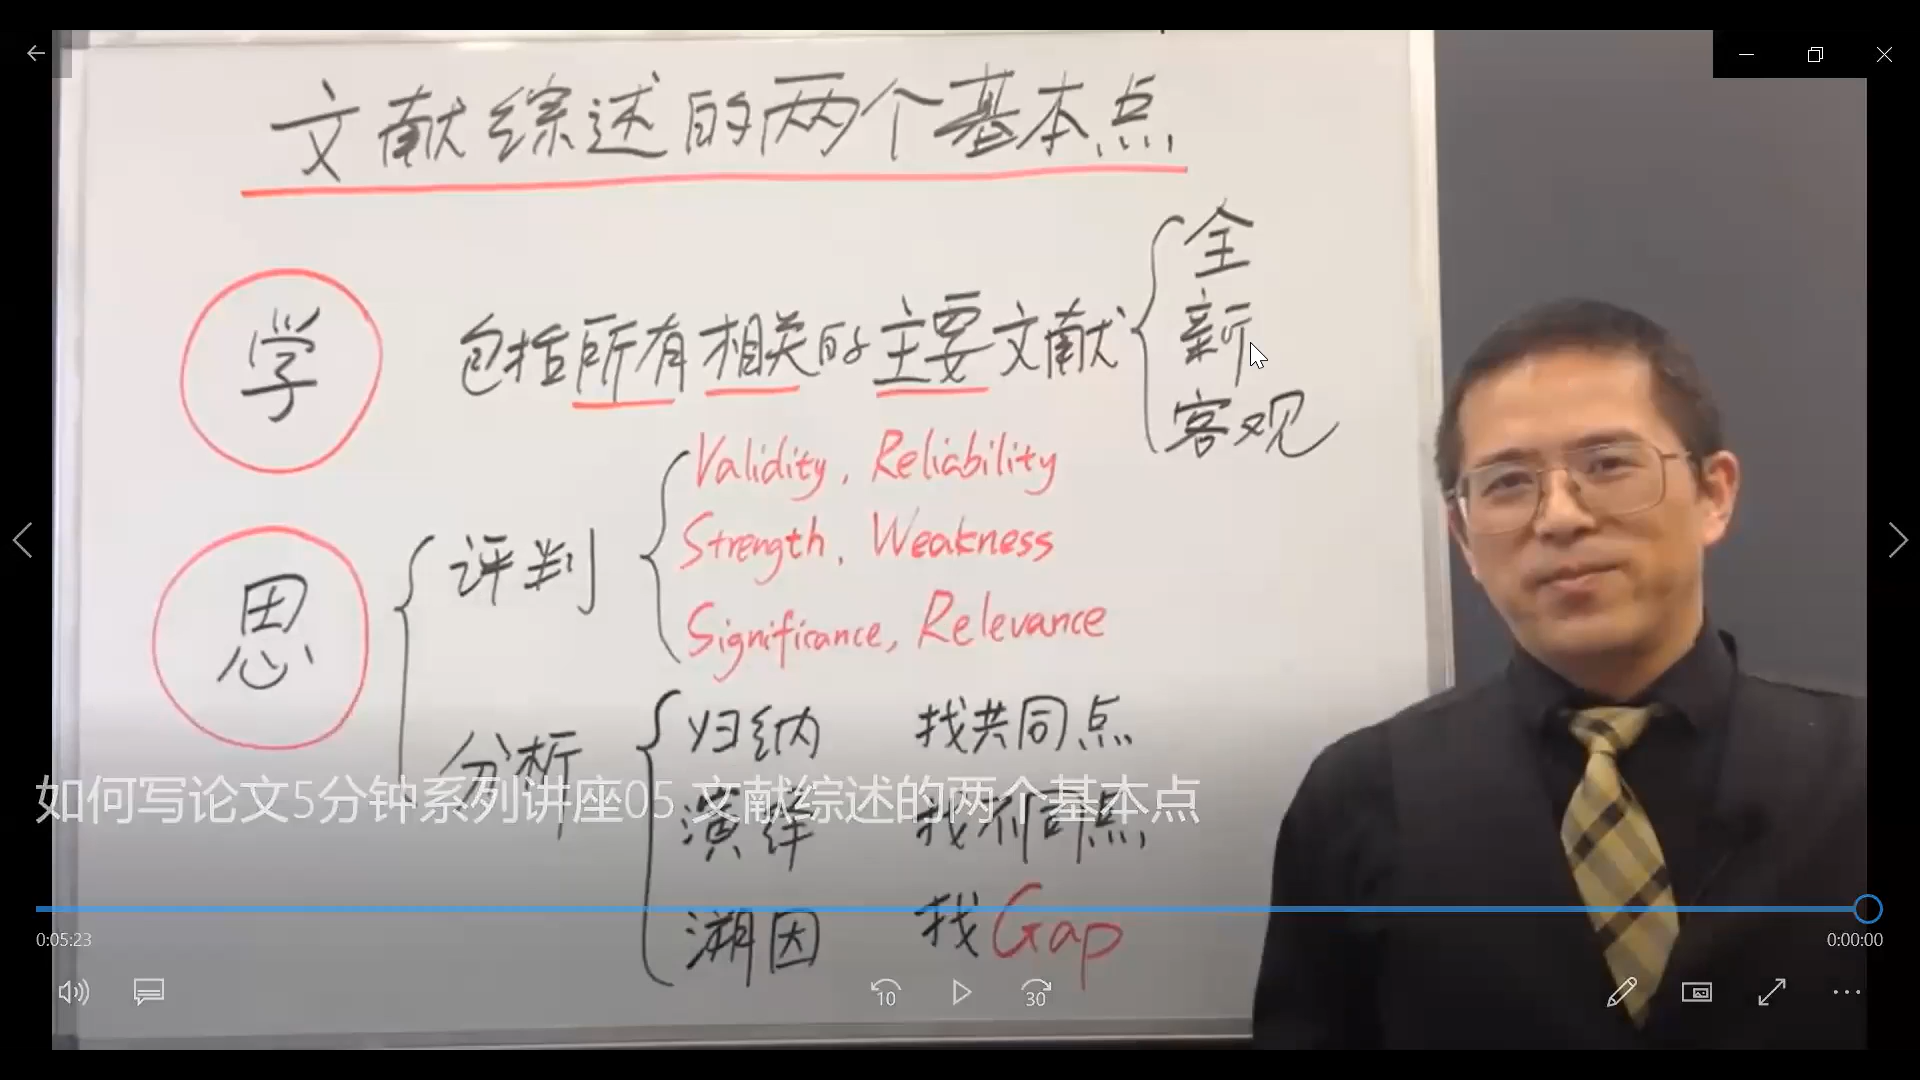 文献综述的两个基本点
学
包括所有相关的主要文献
全
新
客观
思
评判
Validity, Reliability
Strength, Weakness
Significance, Relevance
分析
归纳 找共同点
演绎 找不同点
溯因 找Gap
如何写论文5分钟系列讲座05 文献综述的两个基本点
0:05:23
0:00:00
10
30